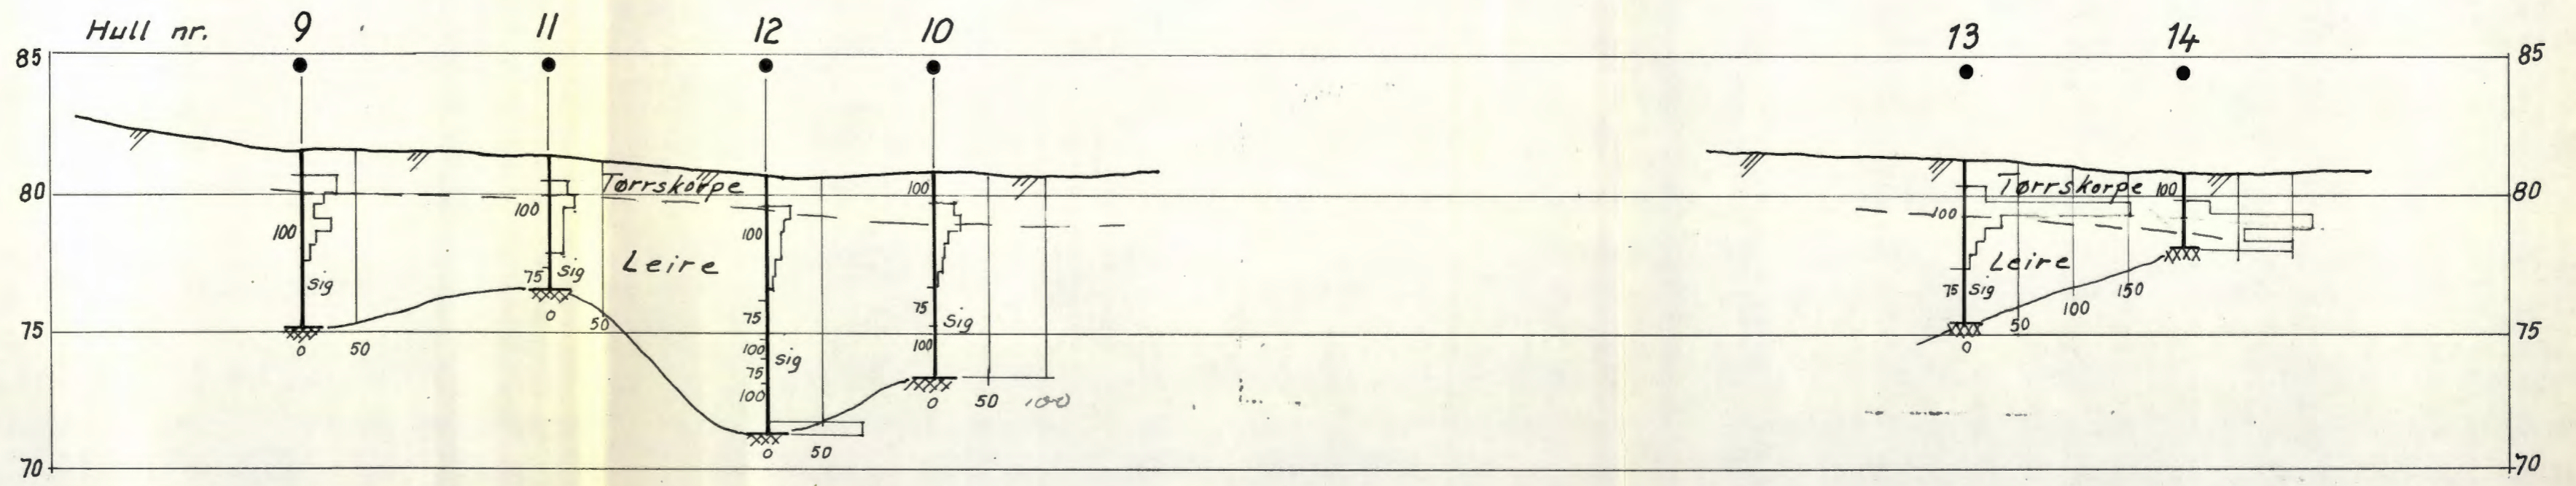 Hull nr. 9 11 12 10 13 14
85 85
80 Tørrskorpe 100 Tørrskorpe 100 80
100 100
100 100
Leire Leire
sig 75 sig
75 sig
75 75 sig
0 50 150
100
75 50 75
50
0 50 100 sig 100 0
75
100 0 50 100
0 50
70 70